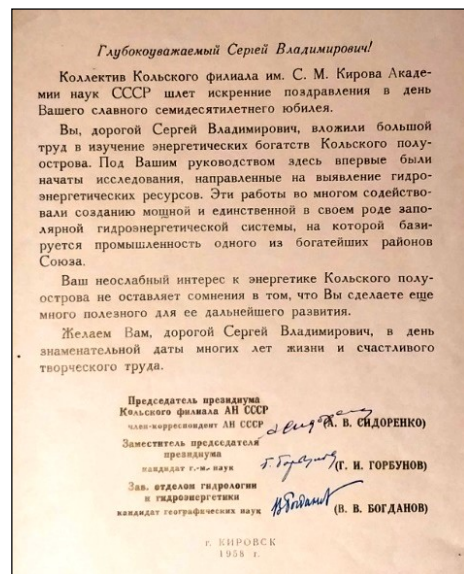 Глубокоуважаемый Сергей Владимирович!
Коллектив Кольского филиала им. С. М. Кирова Акаде-
мии наук СССР шлет искренние поздравления в день
Вашего славного семидесятилетнего юбилея.
Вы, дорогой Сергей Владимирович, вложили большой
труд в изучение энергетических богатств Кольского полу-
острова. Под Вашим руководством здесь впервые были
начаты исследования, направленные на выявление гидро-
энергетических ресурсов. Эти работы во многом содейство-
вали созданию мощной и единственной в своем роде запо-
лярной гидроэнергетической системы, на которой бази-
руется промышленность одного из богатейших районов
Союза.
Ваш неослабный интерес к энергетике Кольского полу-
острова не оставляет сомнения в том, что Вы сделаете еще
много полезного для ее дальнейшего развития.
Желаем Вам, дорогой Сергей Владимирович, в день
знаменательной даты многих лет жизни и счастливого
творческого труда.
Председатель президиума
Кольского филиала АН СССР
член-корреспондент АН СССР (А. В. СИДОРЕНКО)
Заместитель председателя
президиума
кандидат г.-м. наук Г. Горбунов (Г. И. ГОРБУНОВ)
Зав. отделом гидрологии
и гидроэнергетики
кандидат географических наук В Богданов (В. В. БОГДАНОВ)
г. КИРОВСК
1958 г.